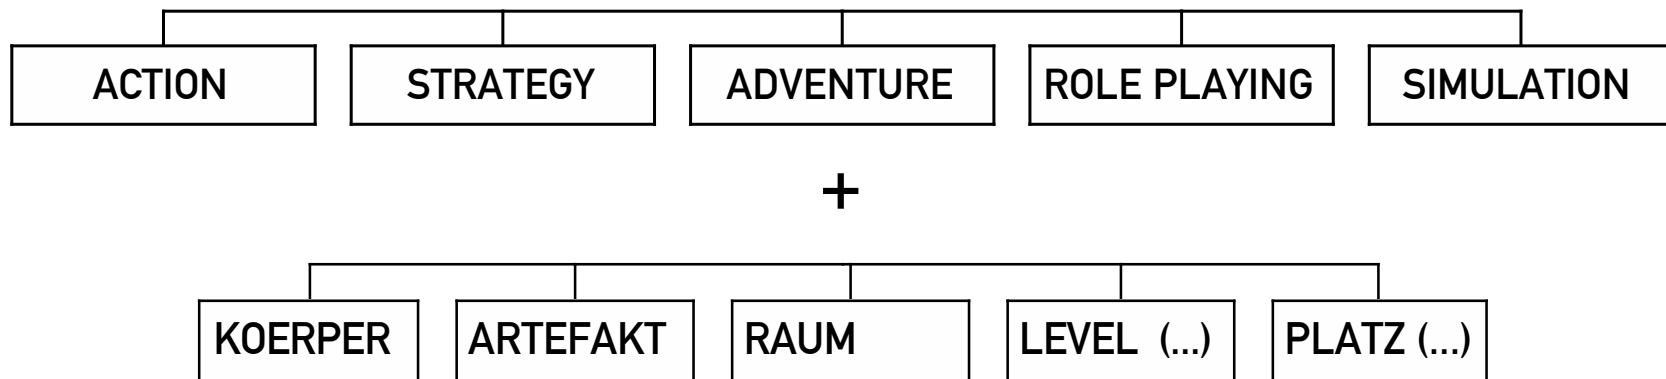 ACTION STRATEGY ADVENTURE ROLE PLAYING SIMULATION
+
KOERPER ARTEFAKT RAUM LEVEL (...) PLATZ (...)